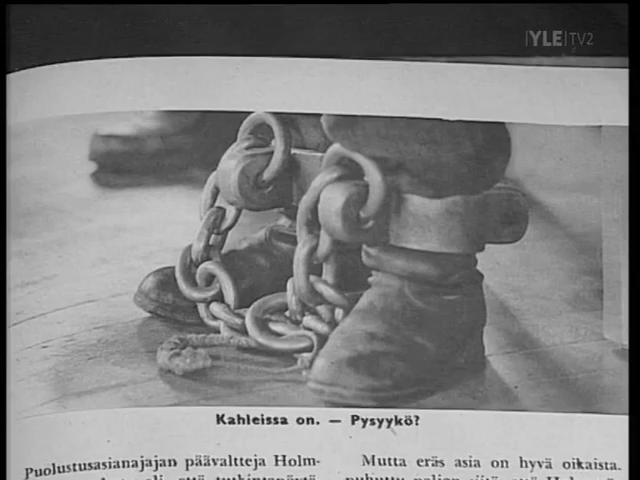 YLE TV2
Kahleissa on. — Pysyykö?
Puolustusasianajajan päävaltteja Holm-
Mutta eräs asia on hyvä oikaista.